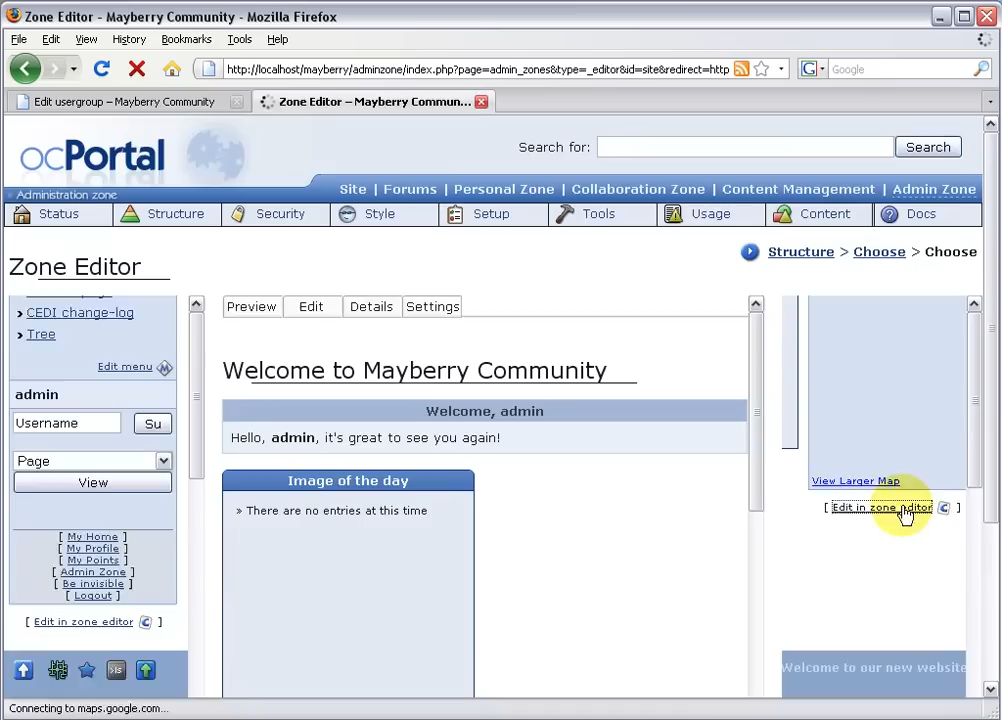 Zone Editor - Mayberry Community - Mozilla Firefox
File Edit View History Bookmarks Tools Help
http://localhost/mayberry/adminzone/index.php?page=admin_zones&type=_editor&id=site&redirect=http
Google
Edit usergroup — Mayberry Community
Zone Editor — Mayberry Commun...
ocPortal
Search for:
Search
Administration zone
Site | Forums | Personal Zone | Collaboration Zone | Content Management | Admin Zone
Status Structure Security Style Setup Tools Usage Content Docs
Structure > Choose > Choose
Zone Editor
CEDI change-log
Tree
Edit menu
admin
Username
Su
Page
View
[ My Home ]
[ My Profile ]
[ My Points ]
[ Admin Zone ]
[ Be invisible ]
[ Logout ]
[ Edit in zone editor ]
Preview Edit Details Settings
Welcome to Mayberry Community
Welcome, admin
Hello, admin, it's great to see you again!
Image of the day
» There are no entries at this time
View Larger Map
[ Edit in zone editor ]
Welcome to our new website
Connecting to maps.google.com...